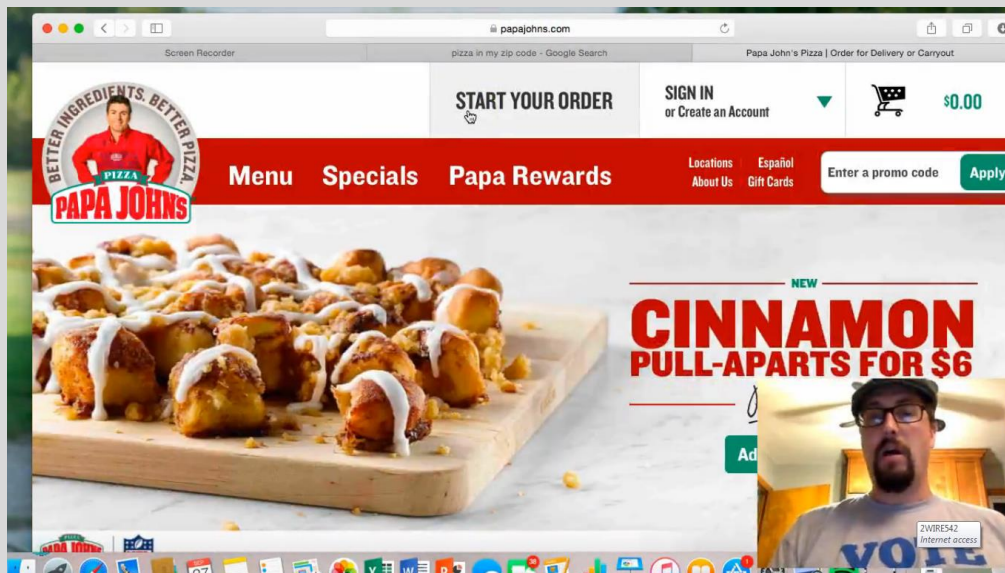 papajohns.com
Screen Recorder
pizza in my zip code - Google Search
Papa John's Pizza | Order for Delivery or Carryout
BETTER INGREDIENTS. BETTER PIZZA.
PIZZA
PAPA JOHNS
START YOUR ORDER
SIGN IN
or Create an Account
$0.00
Menu
Specials
Papa Rewards
Locations
Español
About Us
Gift Cards
Enter a promo code
Apply
NEW
CINNAMON
PULL-APARTS FOR $6
Ad
2WIRE542
Internet access
VOTE
PAPA JOHNS